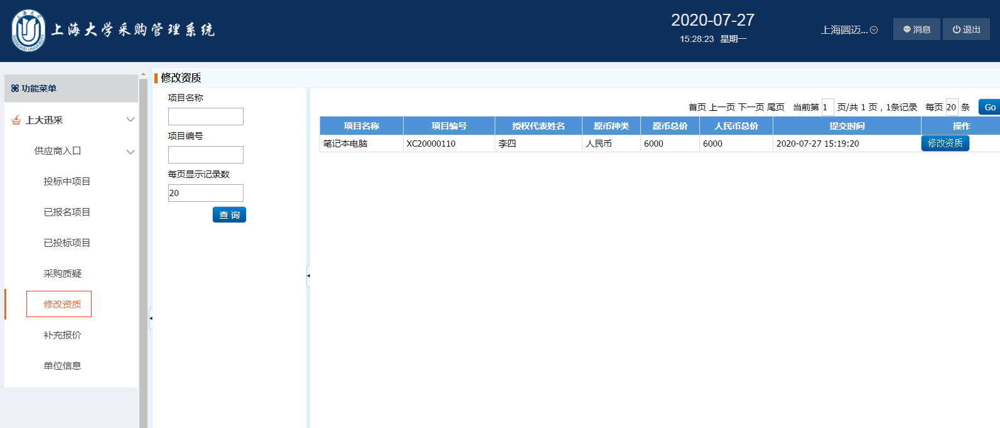 上海大学采购管理系统
上海大学
SHANGHAI UNIVERSITY
2020-07-27
15:28:23 星期一
上海圆迈...
消息
退出
功能菜单
上大迅采
供应商入口
投标中项目
已报名项目
已投标项目
采购质疑
修改资质
补充报价
单位信息
修改资质
项目名称
项目编号
每页显示记录数
20
查 询
首页 上一页 下一页 尾页 当前第 1 页/共 1 页，1条记录 每页 20 条 Go
项目名称 项目编号 授权代表姓名 原币种类 原币总价 人民币总价 提交时间 操作
笔记本电脑 XC20000110 李四 人民币 6000 6000 2020-07-27 15:19:20 修改资质